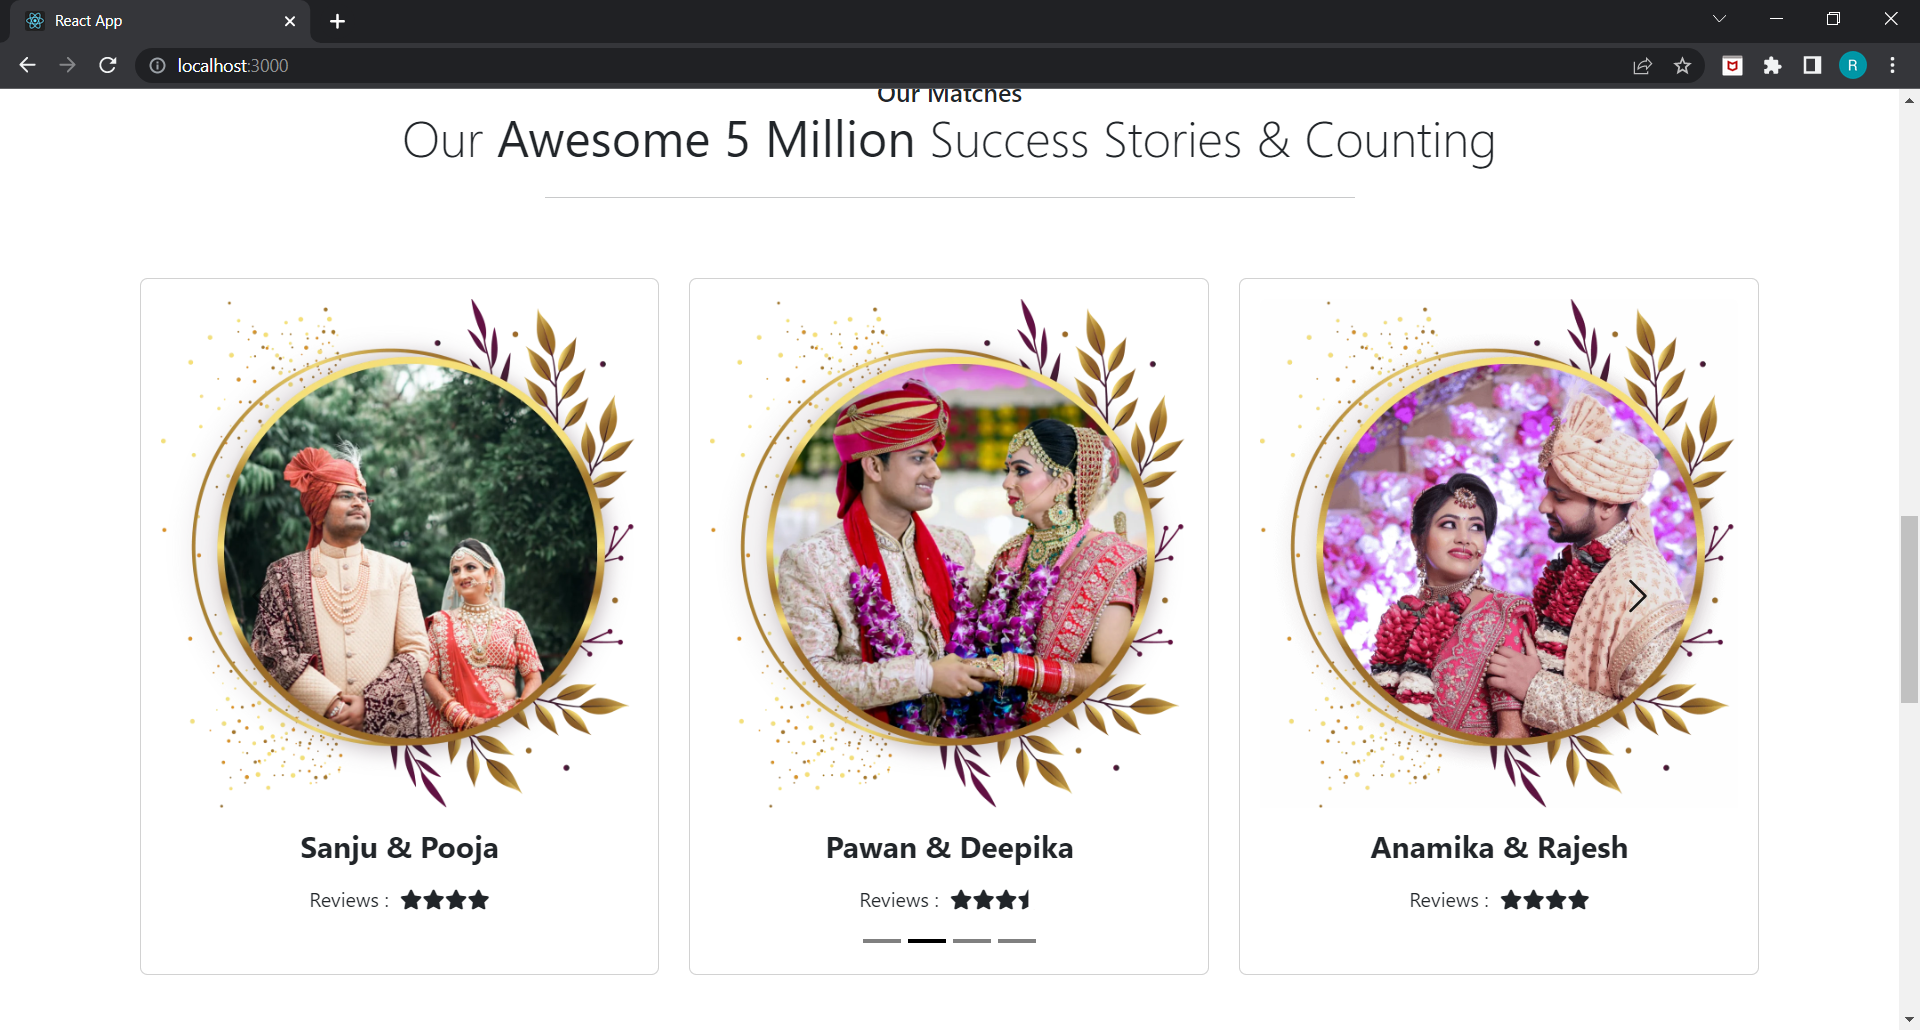 React App
localhost:3000
R
Our Matches
Our Awesome 5 Million Success Stories & Counting
Sanju & Pooja
Pawan & Deepika
Anamika & Rajesh
Reviews :
Reviews :
Reviews :